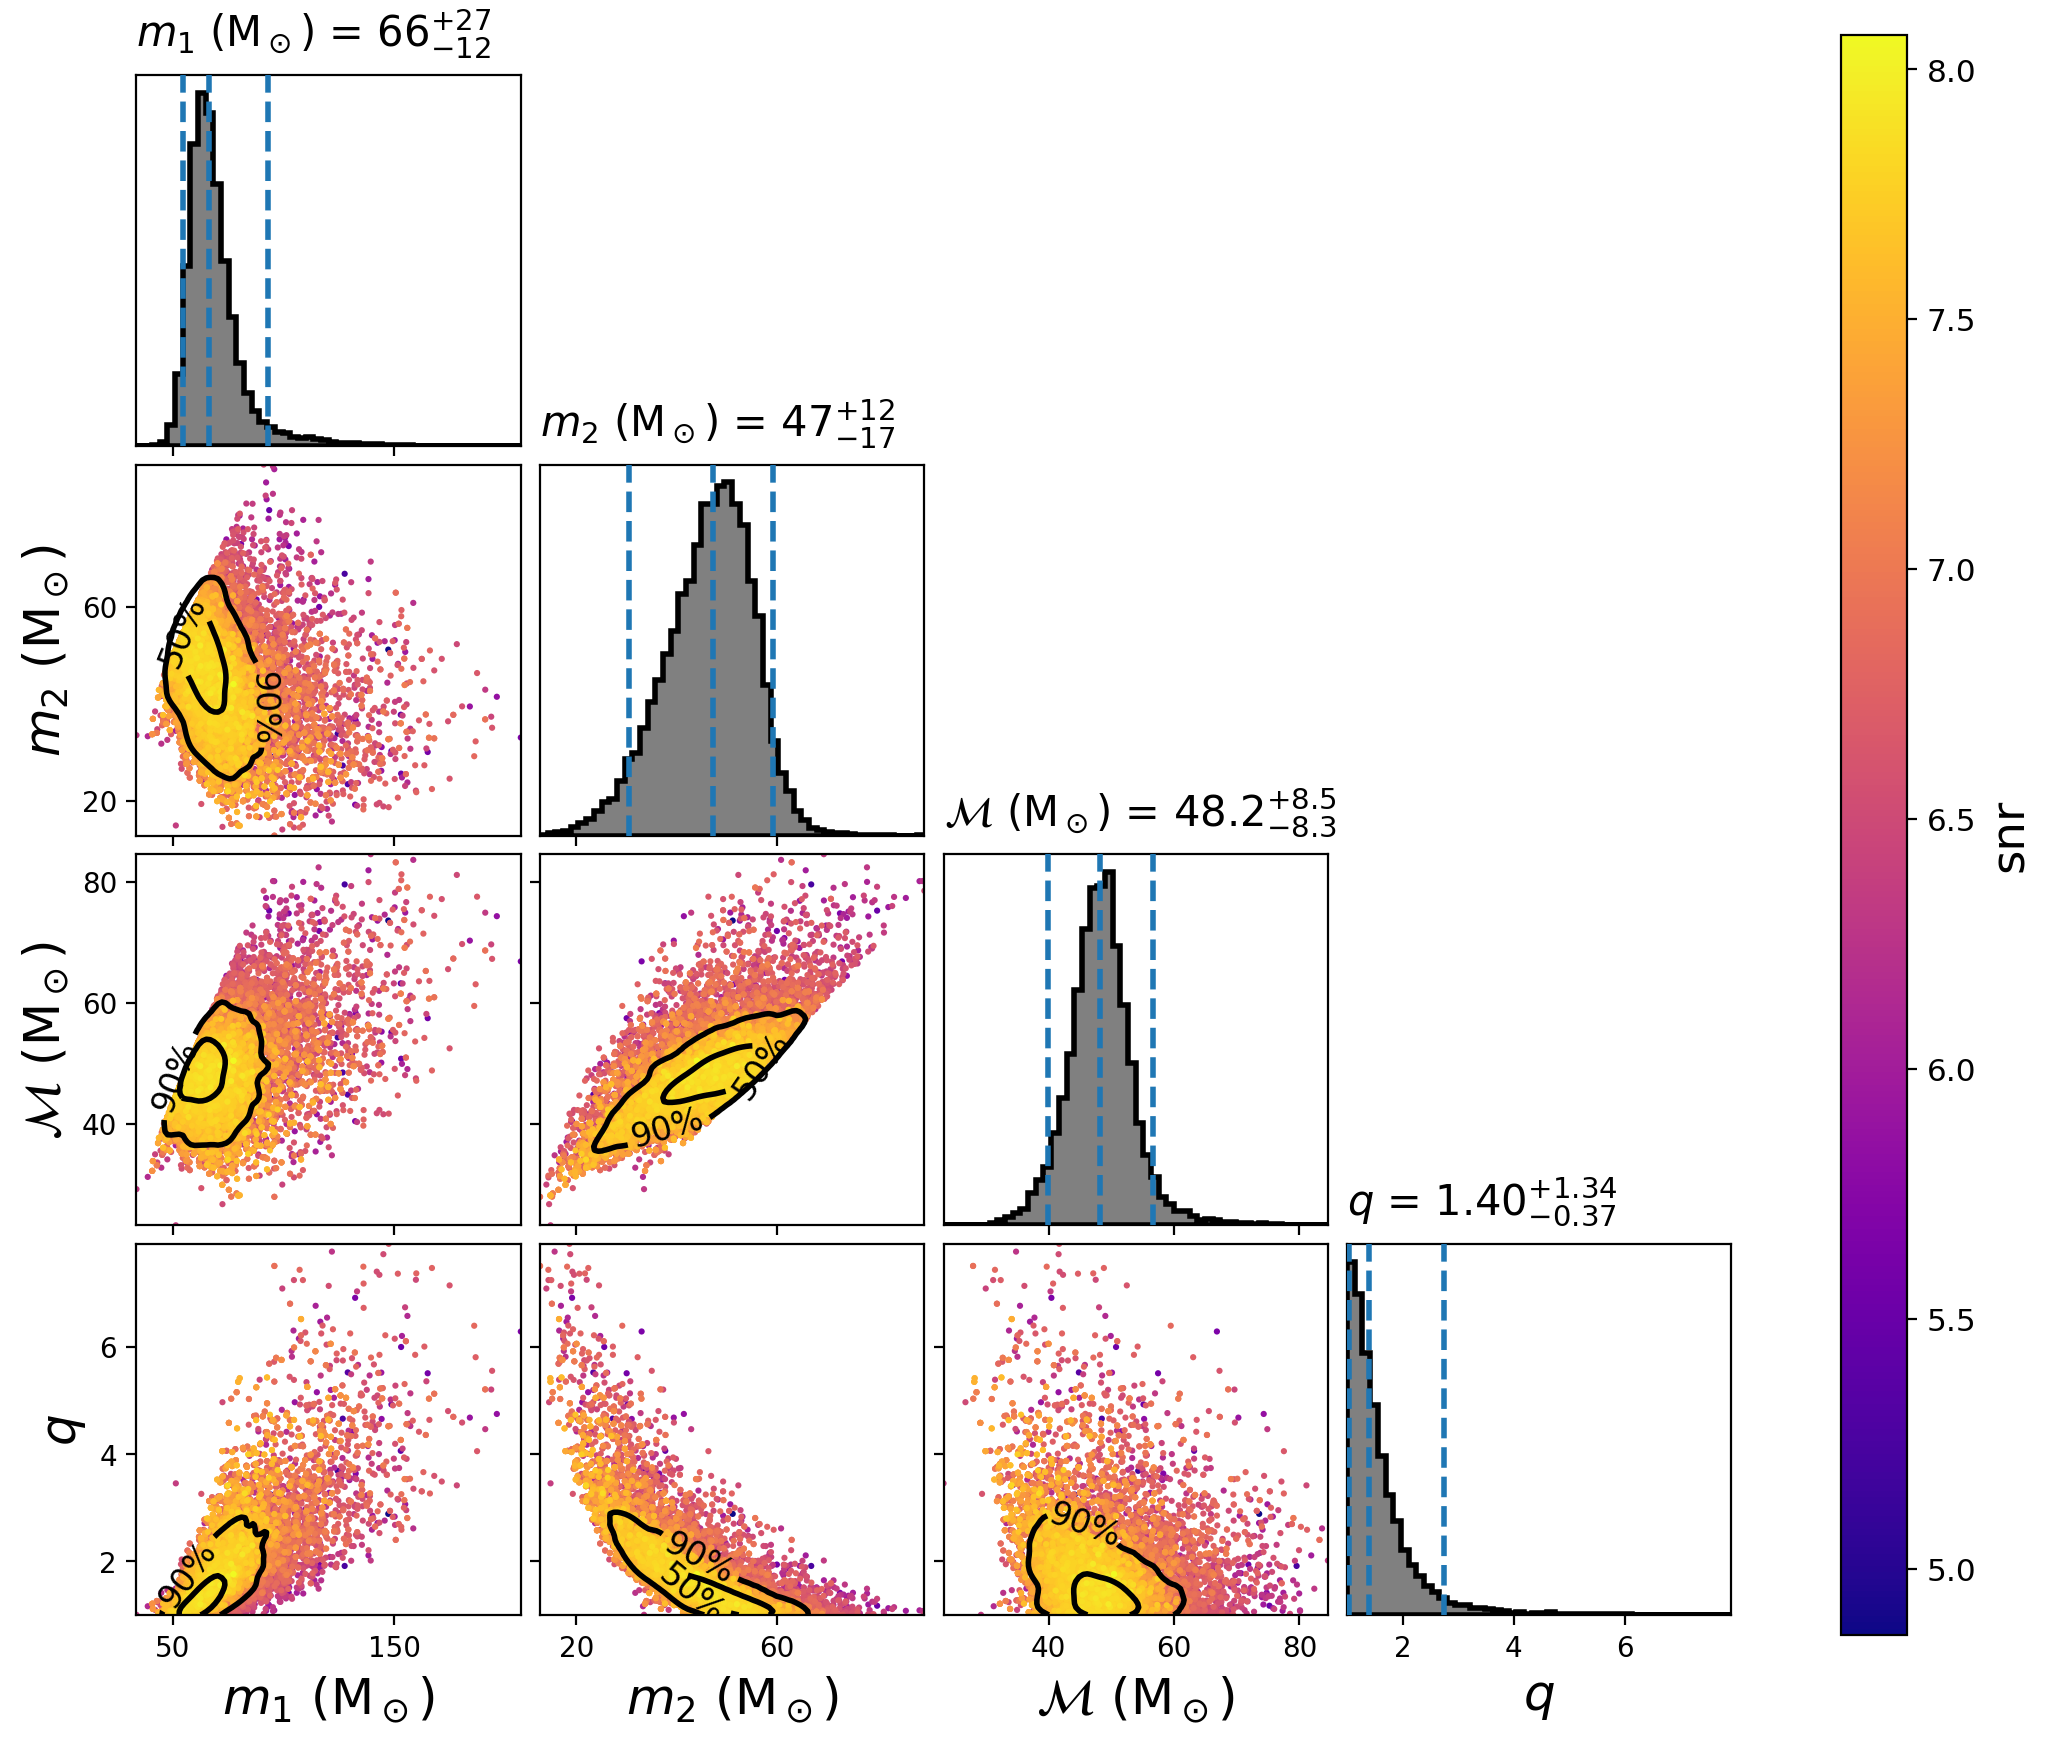 m₁ (M⊙) = 66⁺²⁷₋₁₂
8.0
m₂ (M⊙) = 47⁺¹²₋₁₇
7.5
7.0
m₂ (M⊙)
60
20
50%
90%
ℳ (M⊙) = 48.2⁺⁸·⁵₋₈.₃
6.5
snr
ℳ (M⊙)
80
60
40
90%
50%
90%
6.0
q = 1.40⁺¹·³⁴₋₀.₃₇
5.5
q
6
4
2
90%
90%
50%
90%
5.0
50 150
20 60
40 60 80
2 4 6
m₁ (M⊙)
m₂ (M⊙)
ℳ (M⊙)
q